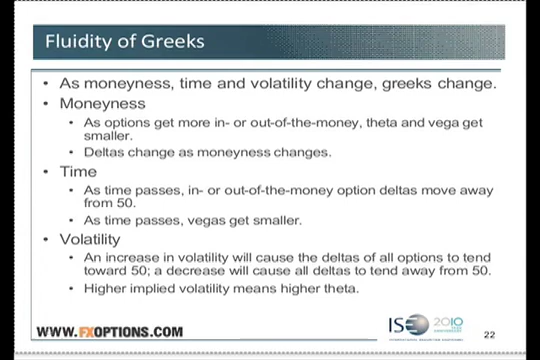 Fluidity of Greeks
• As moneyness, time and volatility change, greeks change.
• Moneyness
• As options get more in- or out-of-the-money, theta and vega get
smaller.
• Deltas change as moneyness changes.
• Time
• As time passes, in- or out-of-the-money option deltas move away
from 50.
• As time passes, vegas get smaller.
• Volatility
• An increase in volatility will cause the deltas of all options to tend
toward 50; a decrease will cause all deltas to tend away from 50.
• Higher implied volatility means higher theta.
WWW.FXOPTIONS.COM
ISE 2010
22